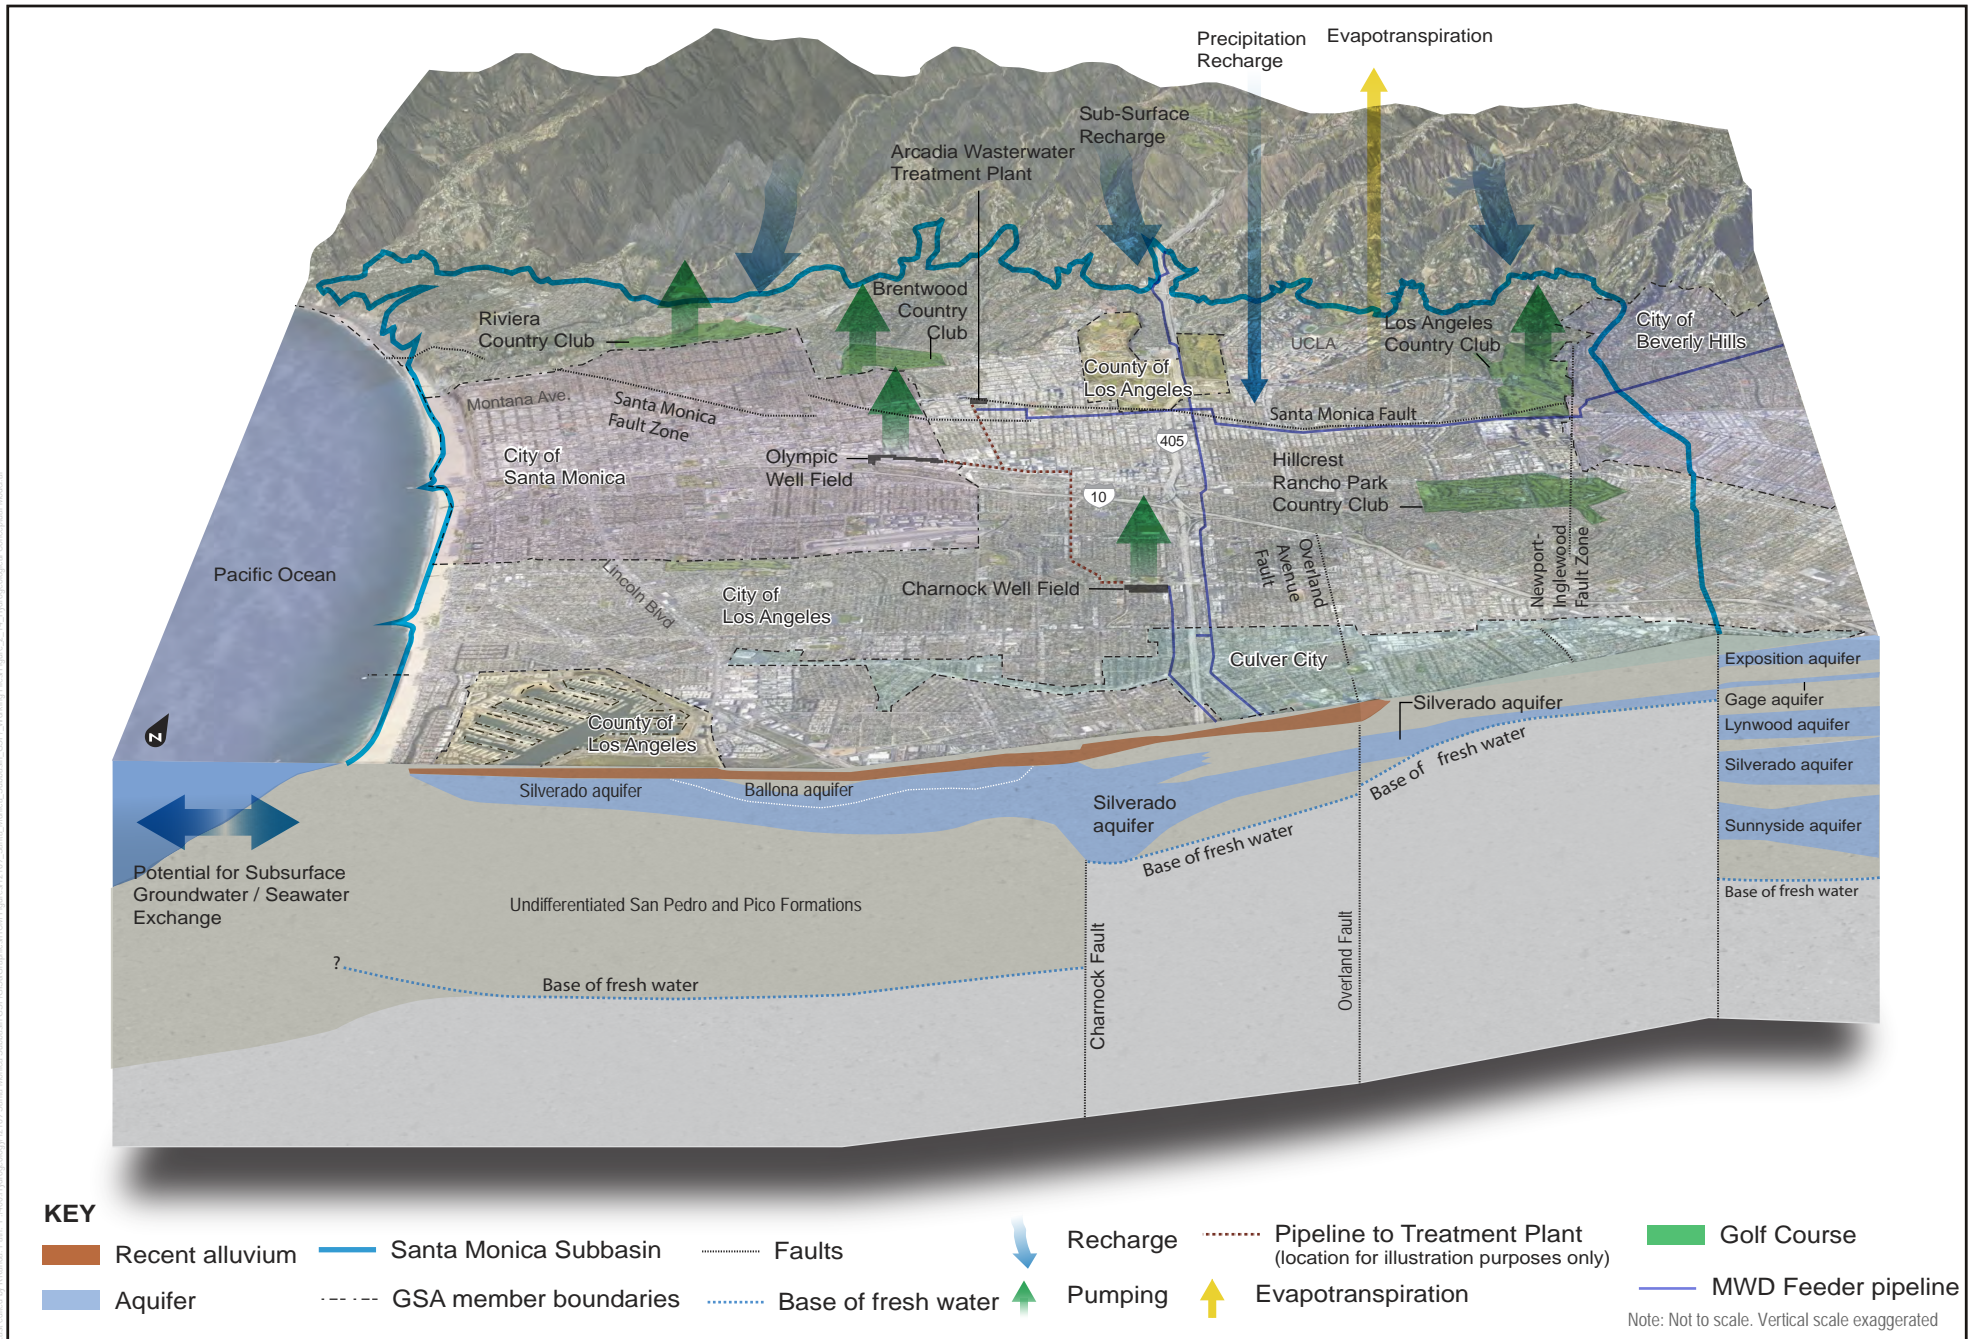 Precipitation
Recharge
Evapotranspiration
Sub-Surface
Recharge
Arcadia Wasterwater
Treatment Plant
Brentwood
Country
Club
Riviera
Country Club
Los Angeles
Country Club
City of
Beverly Hills
UCLA
County of
Los Angeles
Montana Ave.
Santa Monica
Fault Zone
Santa Monica Fault
405
City of
Santa Monica
Olympic
Well Field
Hillcrest
Rancho Park
Country Club
10
Pacific Ocean
Lincoln Blvd
City of
Los Angeles
Charnock Well Field
Overland
Avenue
Fault
Newport-
Inglewood
Fault Zone
Culver City
County of
Los Angeles
N
Exposition aquifer
Gage aquifer
Lynwood aquifer
Silverado aquifer
Sunnyside aquifer
Base of fresh water
Silverado aquifer
Base of fresh water
Silverado aquifer
Ballona aquifer
Silverado
aquifer
Base of fresh water
Potential for Subsurface
Groundwater / Seawater
Exchange
Undifferentiated San Pedro and Pico Formations
?
Base of fresh water
Charnock Fault
Overland Fault
KEY
Recent alluvium
Aquifer
Santa Monica Subbasin
GSA member boundaries
Faults
Base of fresh water
Recharge
Pumping
Pipeline to Treatment Plant
(location for illustration purposes only)
Evapotranspiration
Golf Course
MWD Feeder pipeline
Note: Not to scale. Vertical scale exaggerated